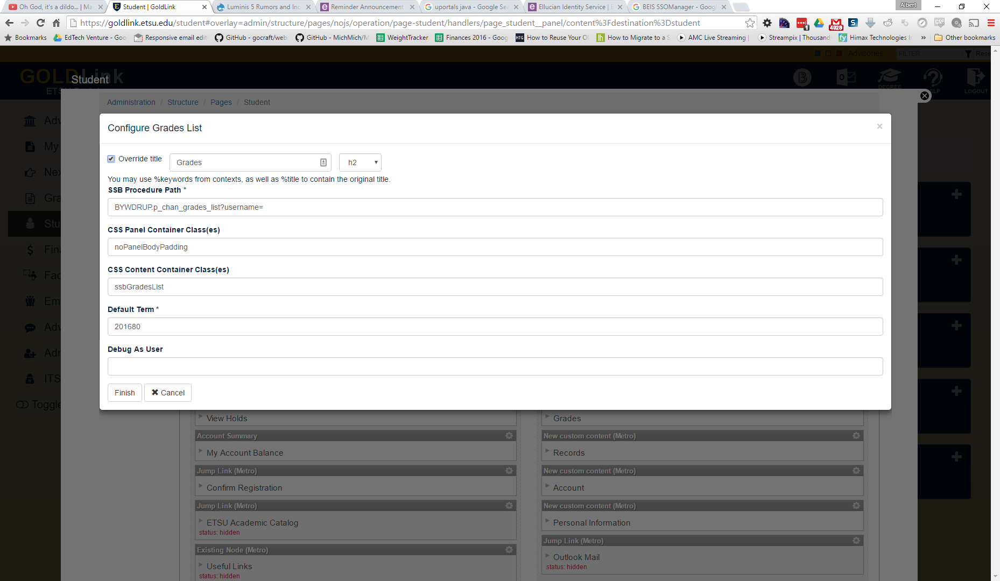 Oh God, it's a dildo... | Ma
Student | GoldLink
Luminis 5 Rumors and Inc
Reminder Announcement
uportals java - Google Sea
Ellucian Identity Service | E
BEIS SSOManager - Goog
Albert
https://goldlink.etsu.edu/student#overlay=admin/structure/pages/nojs/operation/page-student/handlers/page_student__panel/content%3Fdestination%3Dstudent
1
4928
Bookmarks
EdTech Venture - Goo
Responsive email edit
GitHub - gocraft/web:
GitHub - MichMich/M
WeightTracker
Finances 2016 - Goog
HTG How to Reuse Your Ol
How to Migrate to a S
AMC Live Streaming |
Streampix | Thousand
fy Himax Technologies In
» Other bookmarks
Advisories
FILTER
Rese
GOLDLink
Student
DEGREE
LOGOUT
Administration / Structure / Pages / Student
Adv
My
Nex
Gra
Stu
Fina
Fac
Em
Adv
Adr
ITS
Toggle
Configure Grades List
×
Override title
Grades
h2
You may use %keywords from contexts, as well as %title to contain the original title.
SSB Procedure Path *
BYWDRUP.p_chan_grades_list?username=
CSS Panel Container Class(es)
noPanelBodyPadding
CSS Content Container Class(es)
ssbGradesList
Default Term *
201680
Debug As User
Finish
Cancel
View Holds
Account Summary
My Account Balance
Jump Link (Metro)
Confirm Registration
Jump Link (Metro)
ETSU Academic Catalog
status: hidden
Existing Node (Metro)
Useful Links
status: hidden
Grades
New custom content (Metro)
Records
New custom content (Metro)
Account
New custom content (Metro)
Personal Information
Jump Link (Metro)
Outlook Mail
status: hidden